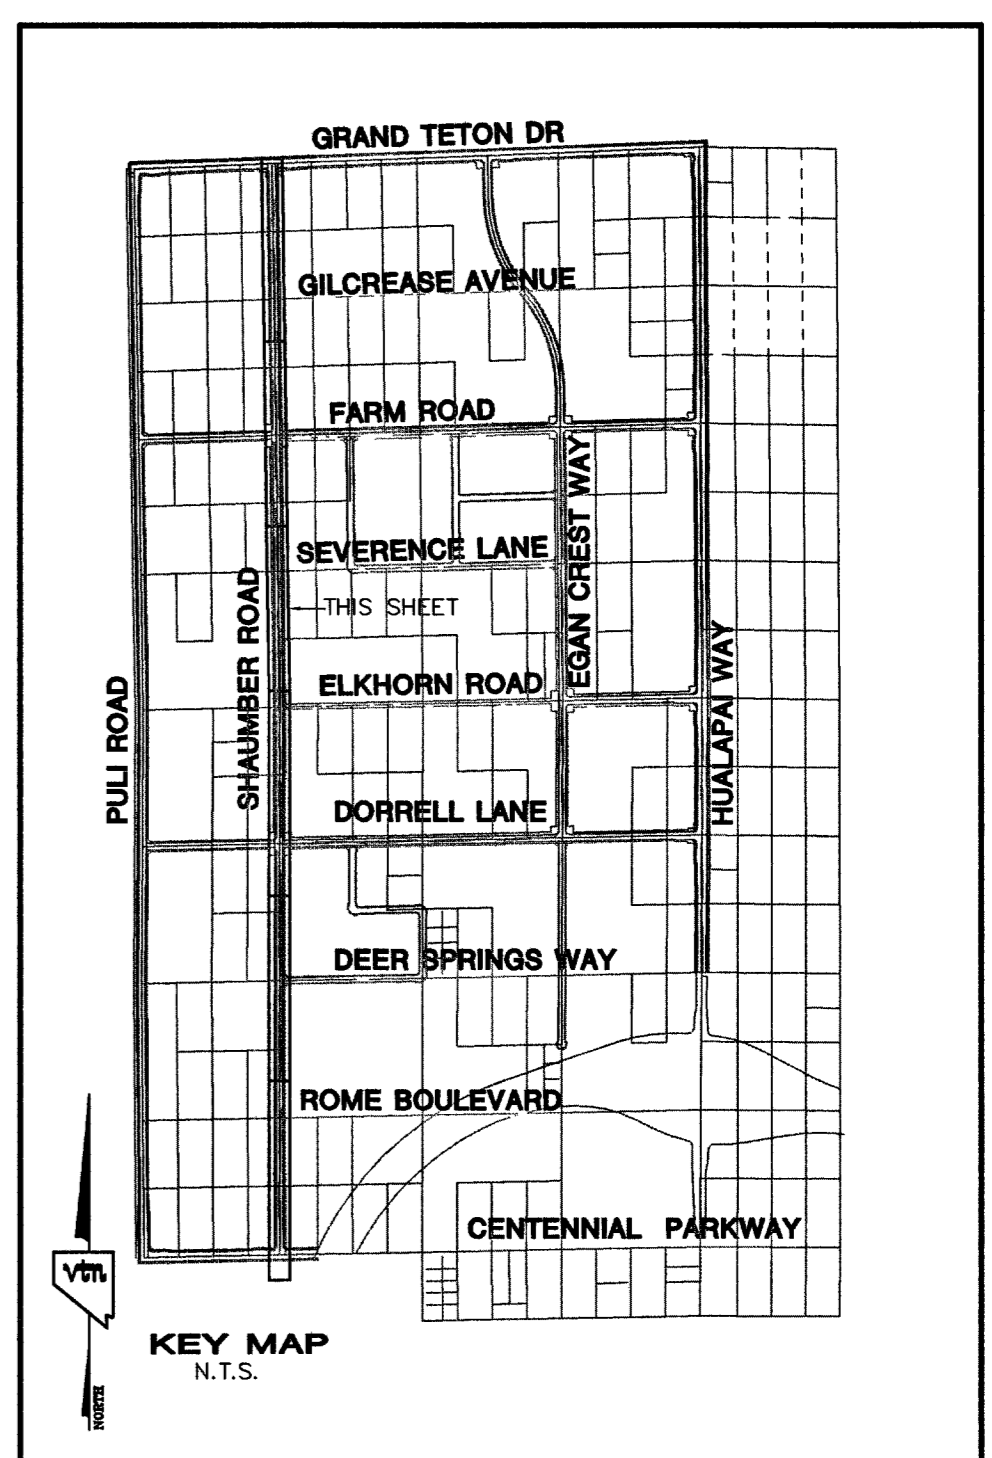 GRAND TETON DR
GILCREASE AVENUE
FARM ROAD
EGAN CREST WAY
SEVERENCE LANE
SHAUMBER ROAD
THIS SHEET
HUALAPAI WAY
PULI ROAD
ELKHORN ROAD
DORRELL LANE
DEER SPRINGS WAY
ROME BOULEVARD
CENTENNIAL PARKWAY
vtn
KEY MAP
N.T.S.
NORTH